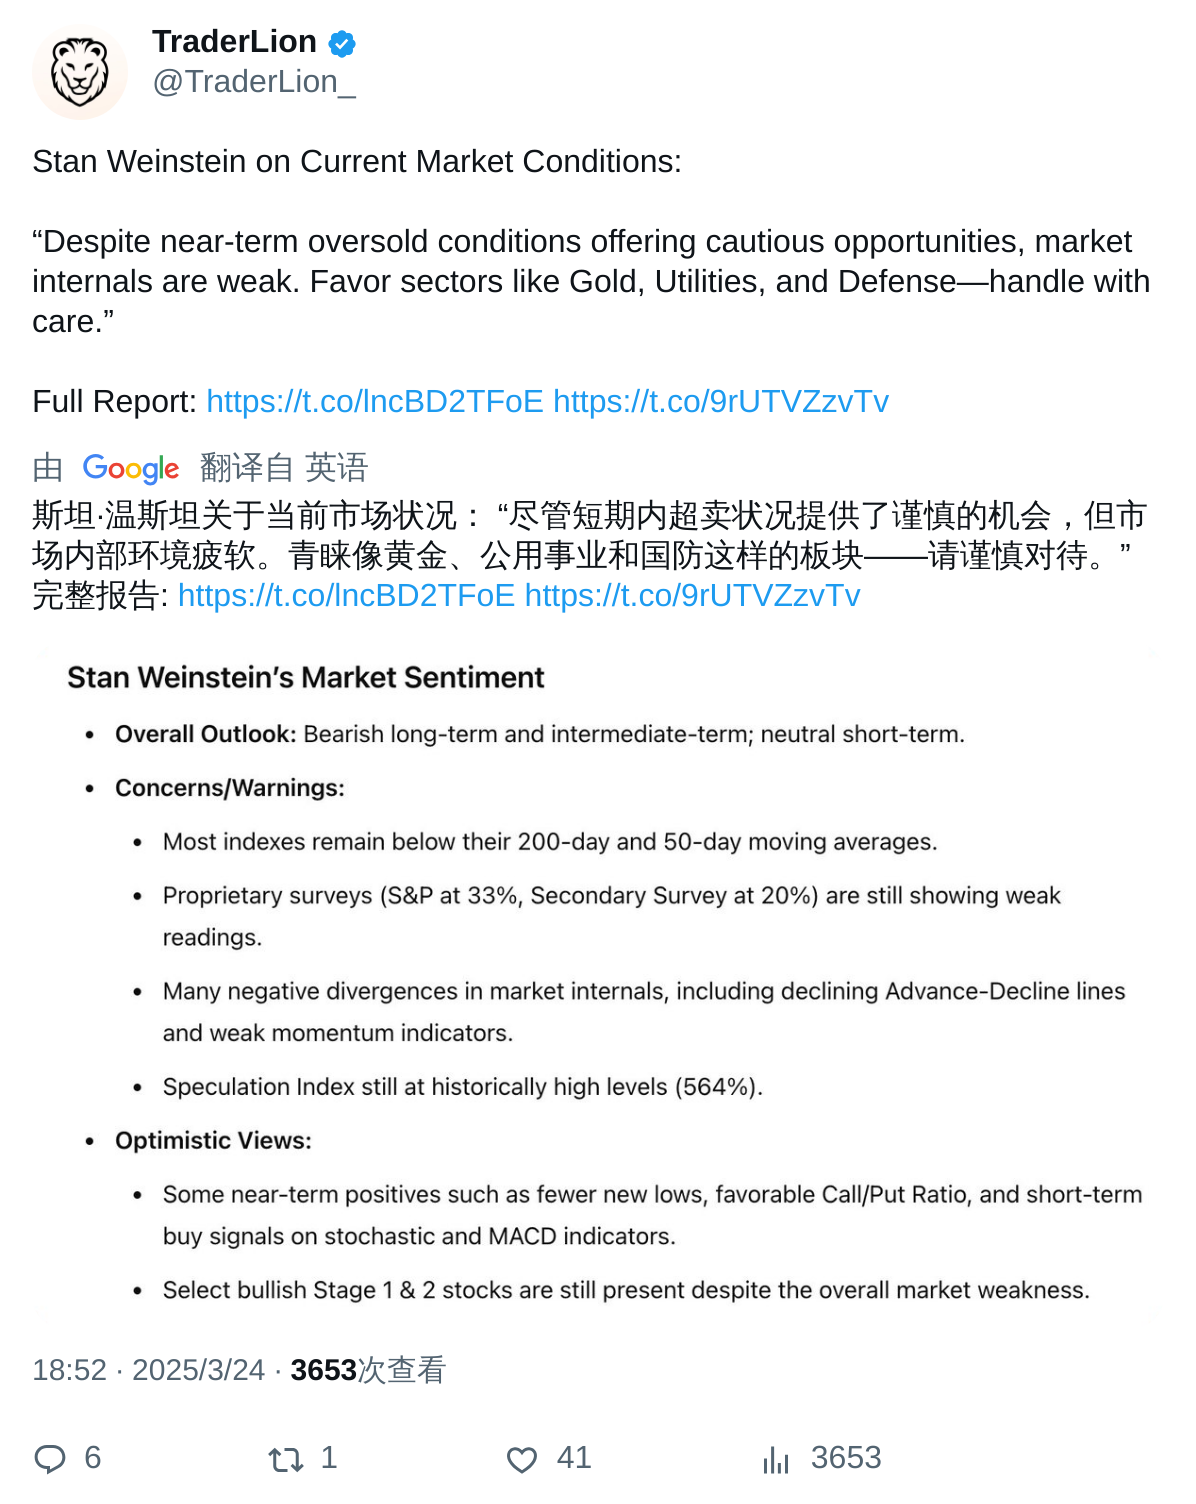 TraderLion
@TraderLion_
Stan Weinstein on Current Market Conditions:
“Despite near-term oversold conditions offering cautious opportunities, market
internals are weak. Favor sectors like Gold, Utilities, and Defense—handle with
care.”
Full Report: https://t.co/lncBD2TFoE https://t.co/9rUTVZzvTv
由 Google 翻译自 英语
斯坦·温斯坦关于当前市场状况： “尽管短期内超卖状况提供了谨慎的机会，但市
场内部环境疲软。青睐像黄金、公用事业和国防这样的板块——请谨慎对待。”
完整报告: https://t.co/lncBD2TFoE https://t.co/9rUTVZzvTv
Stan Weinstein’s Market Sentiment
• Overall Outlook: Bearish long-term and intermediate-term; neutral short-term.
• Concerns/Warnings:
• Most indexes remain below their 200-day and 50-day moving averages.
• Proprietary surveys (S&P at 33%, Secondary Survey at 20%) are still showing weak
readings.
• Many negative divergences in market internals, including declining Advance-Decline lines
and weak momentum indicators.
• Speculation Index still at historically high levels (564%).
• Optimistic Views:
• Some near-term positives such as fewer new lows, favorable Call/Put Ratio, and short-term
buy signals on stochastic and MACD indicators.
• Select bullish Stage 1 & 2 stocks are still present despite the overall market weakness.
18:52 · 2025/3/24 · 3653次查看
6 1 41 3653